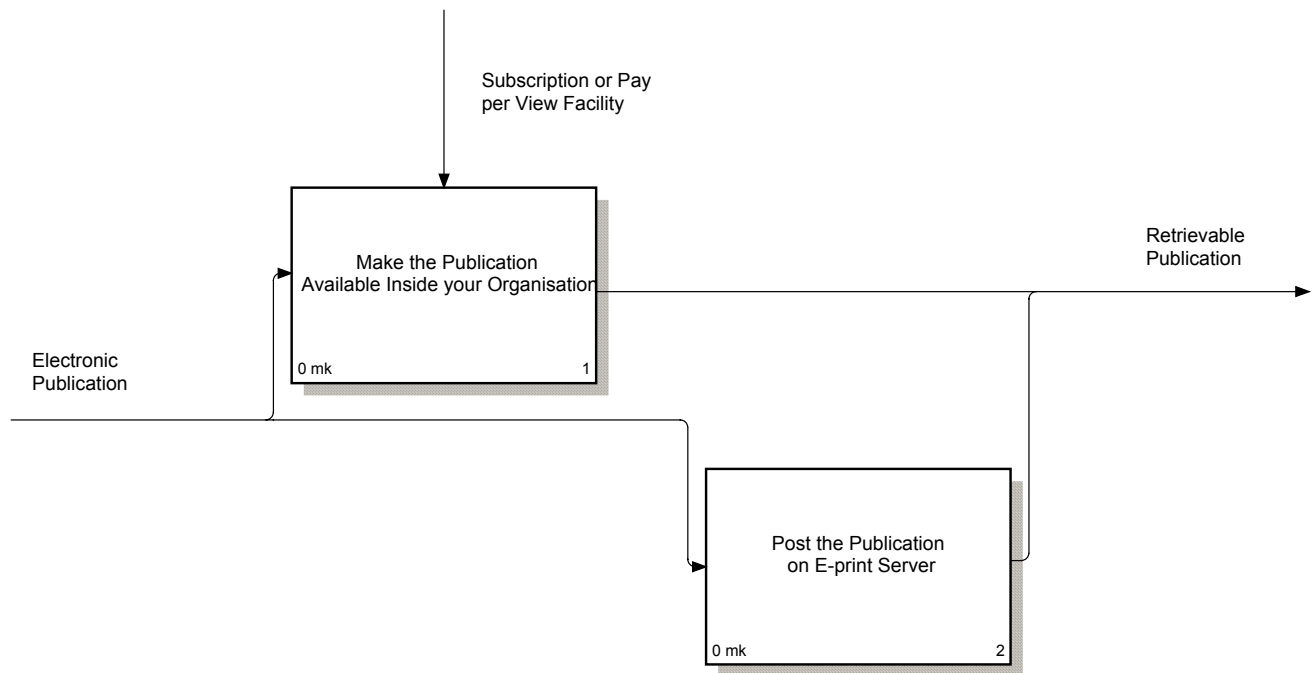 Subscription or Pay
per View Facility
Make the Publication
Available Inside your Organisation
0 mk
1
Retrievable
Publication
Electronic
Publication
Post the Publication
on E-print Server
0 mk
2